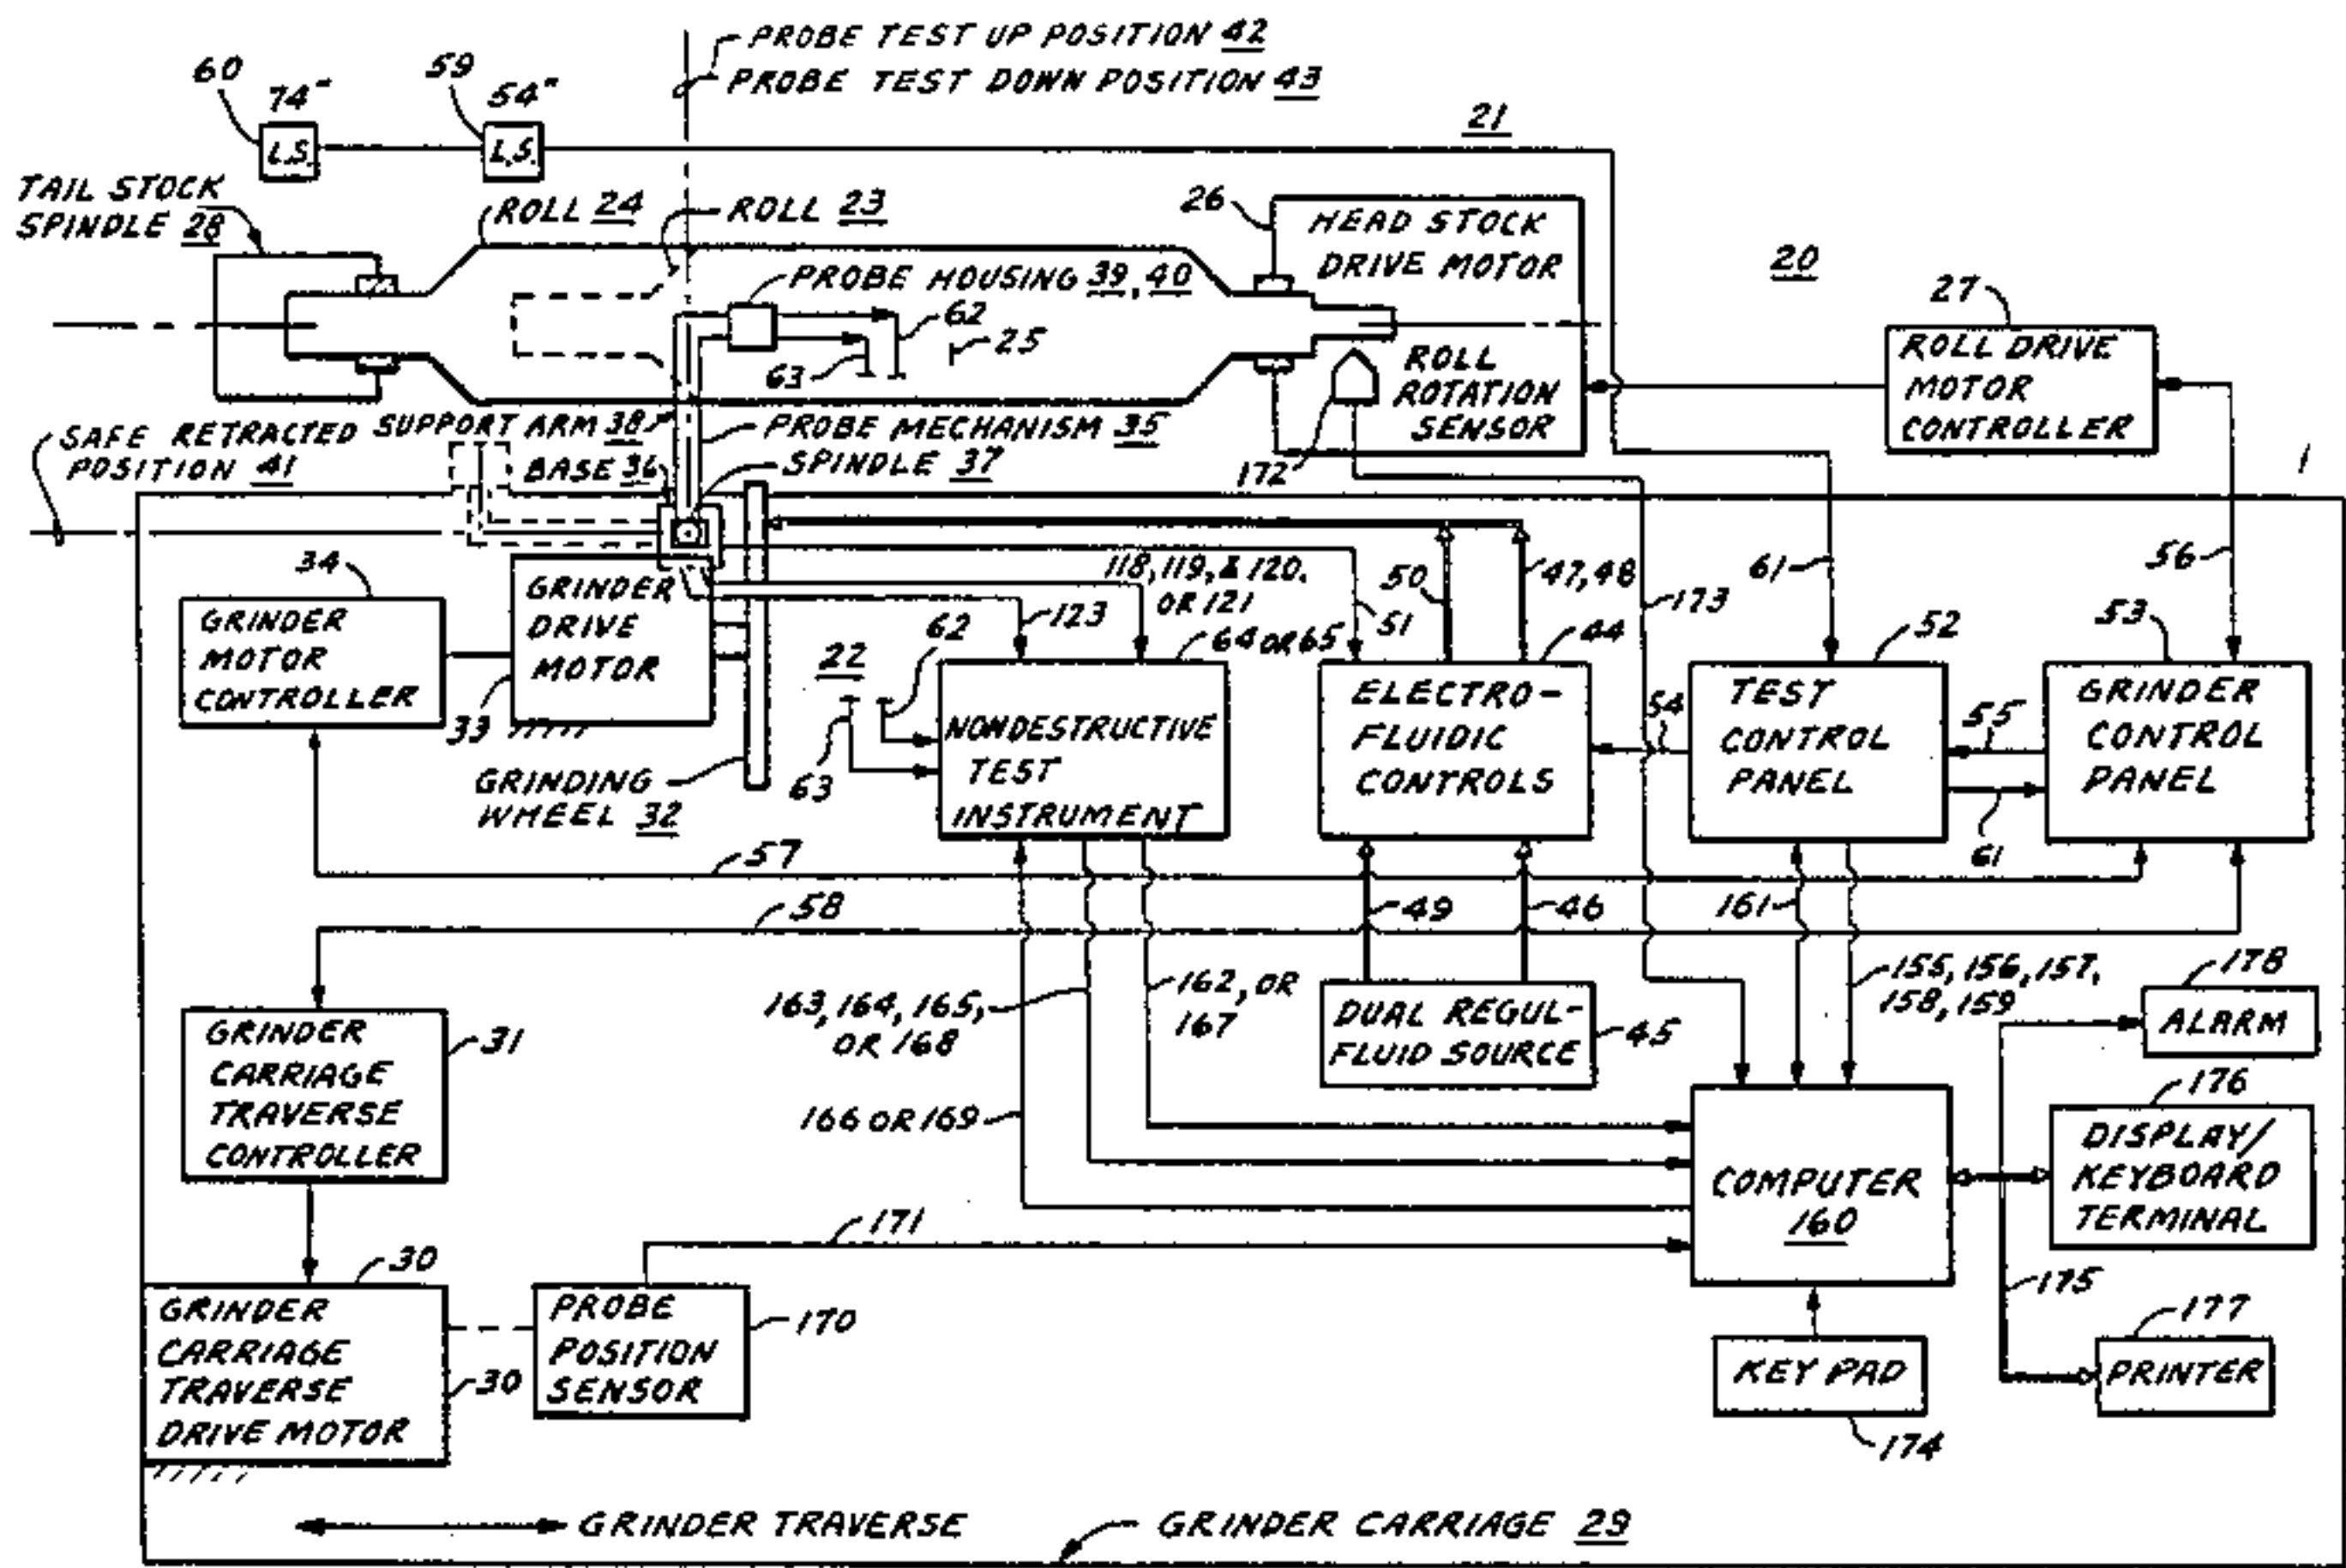 PROBE TEST UP POSITION 42
PROBE TEST DOWN POSITION 43
60
74"
59
54"
L.S.
L.S.
21
TAIL STOCK
SPINDLE 28
ROLL 24
ROLL 23
26
HEAD STOCK
DRIVE MOTOR
20
PROBE HOUSING 39, 40
27
62
25
63
ROLL DRIVE
MOTOR
CONTROLLER
ROLL
ROTATION
SENSOR
SAFE RETRACTED
POSITION 41
SUPPORT ARM 38
PROBE MECHANISM 35
BASE 36
SPINDLE 37
172
1
34
GRINDER
MOTOR
CONTROLLER
GRINDER
DRIVE
MOTOR
33
118, 119, & 120,
OR 121
123
50
51
47, 48
61
173
56
22
62
63
64 OR 65
44
52
53
NONDESTRUCTIVE
TEST
INSTRUMENT
ELECTRO-
FLUIDIC
CONTROLS
54
TEST
CONTROL
PANEL
55
61
GRINDER
CONTROL
PANEL
GRINDING
WHEEL 32
57
58
49
46
161
155, 156, 157,
158, 159
178
ALARM
163, 164, 165,
OR 168
162, OR
167
DUAL REGUL-
FLUID SOURCE
45
GRINDER
CARRIAGE
TRAVERSE
CONTROLLER
31
166 OR 169
176
DISPLAY/
KEYBOARD
TERMINAL
COMPUTER
160
171
30
GRINDER
CARRIAGE
TRAVERSE
DRIVE MOTOR
30
PROBE
POSITION
SENSOR
170
175
177
PRINTER
KEY PAD
174
GRINDER TRAVERSE
GRINDER CARRIAGE 29